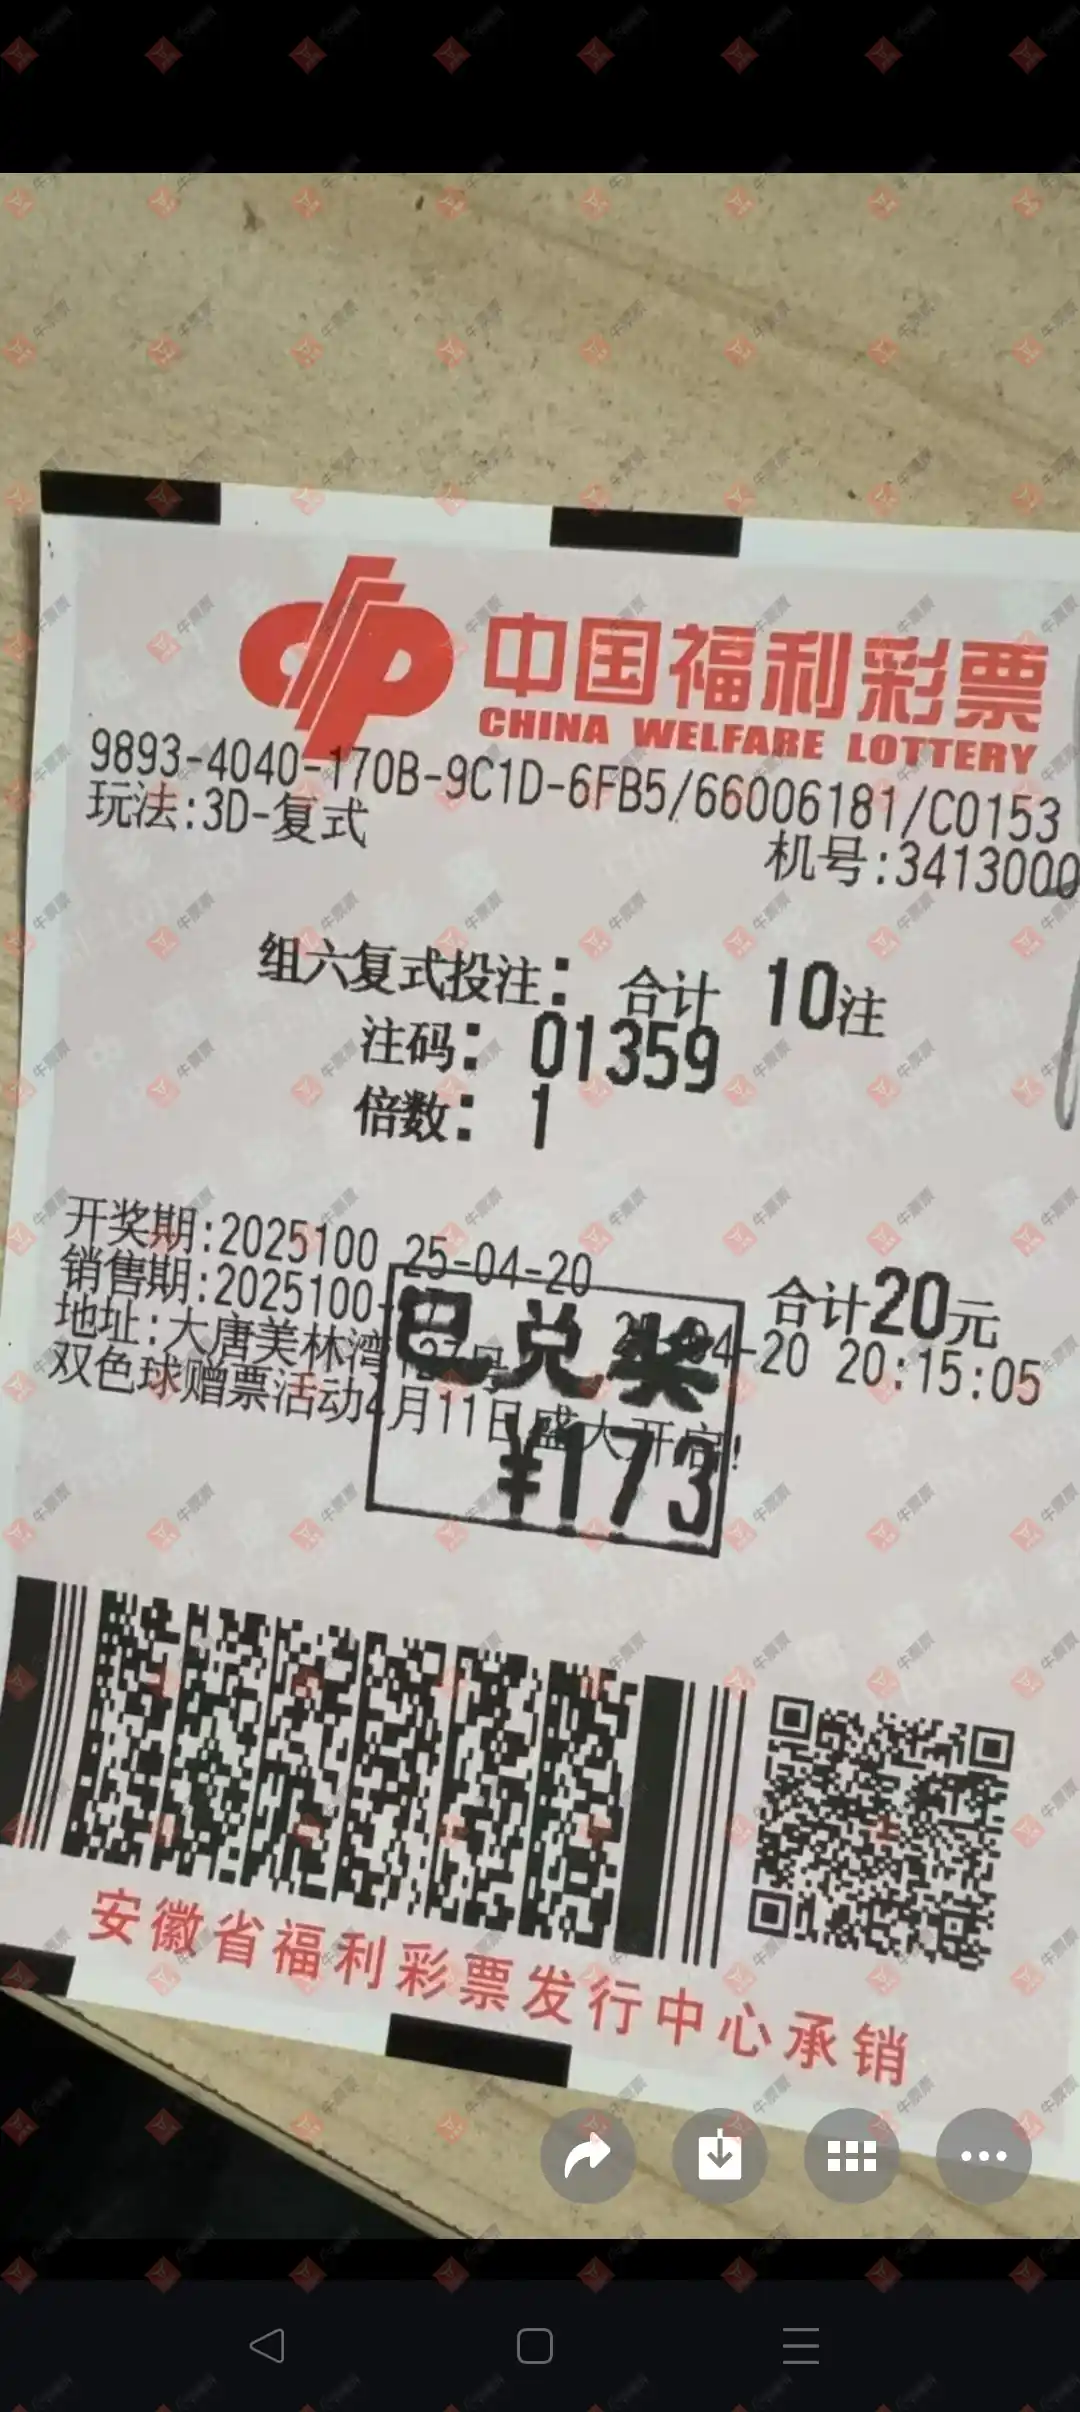 中国福利彩票
CHINA WELFARE LOTTERY
9893-4040-170B-9C1D-6FB5/66006181/C0153
玩法:3D-复式
机号:3413000
组六复式投注: 合计 10注
注码: 01359
倍数: 1
开奖期:2025100 25-04-20 合计20元
销售期:2025100- 04-20 20:15:05
地址:大唐美林湾 号
双色球赠票活动4月11日盛大开启!
已兑奖
¥173
安徽省福利彩票发行中心承销
牛票票